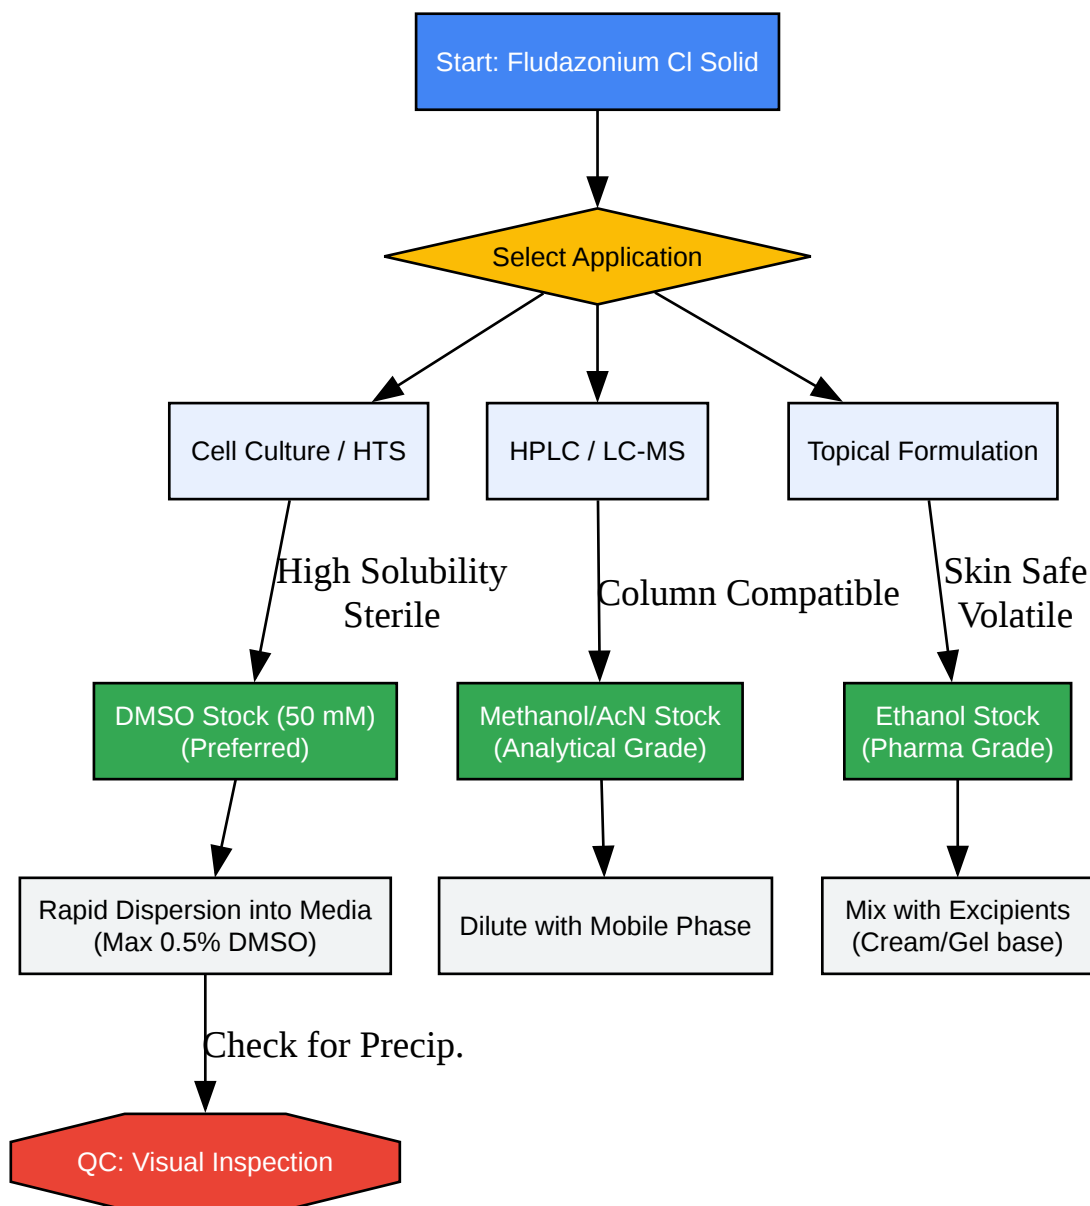 Start: Fludazonium Cl Solid
Select Application
Cell Culture / HTS
HPLC / LC-MS
Topical Formulation
High Solubility
Sterile
Column Compatible
Skin Safe
Volatile
DMSO Stock (50 mM)
(Preferred)
Methanol/AcN Stock
(Analytical Grade)
Ethanol Stock
(Pharma Grade)
Rapid Dispersion into Media
(Max 0.5% DMSO)
Dilute with Mobile Phase
Mix with Excipients
(Cream/Gel base)
Check for Precip.
QC: Visual Inspection